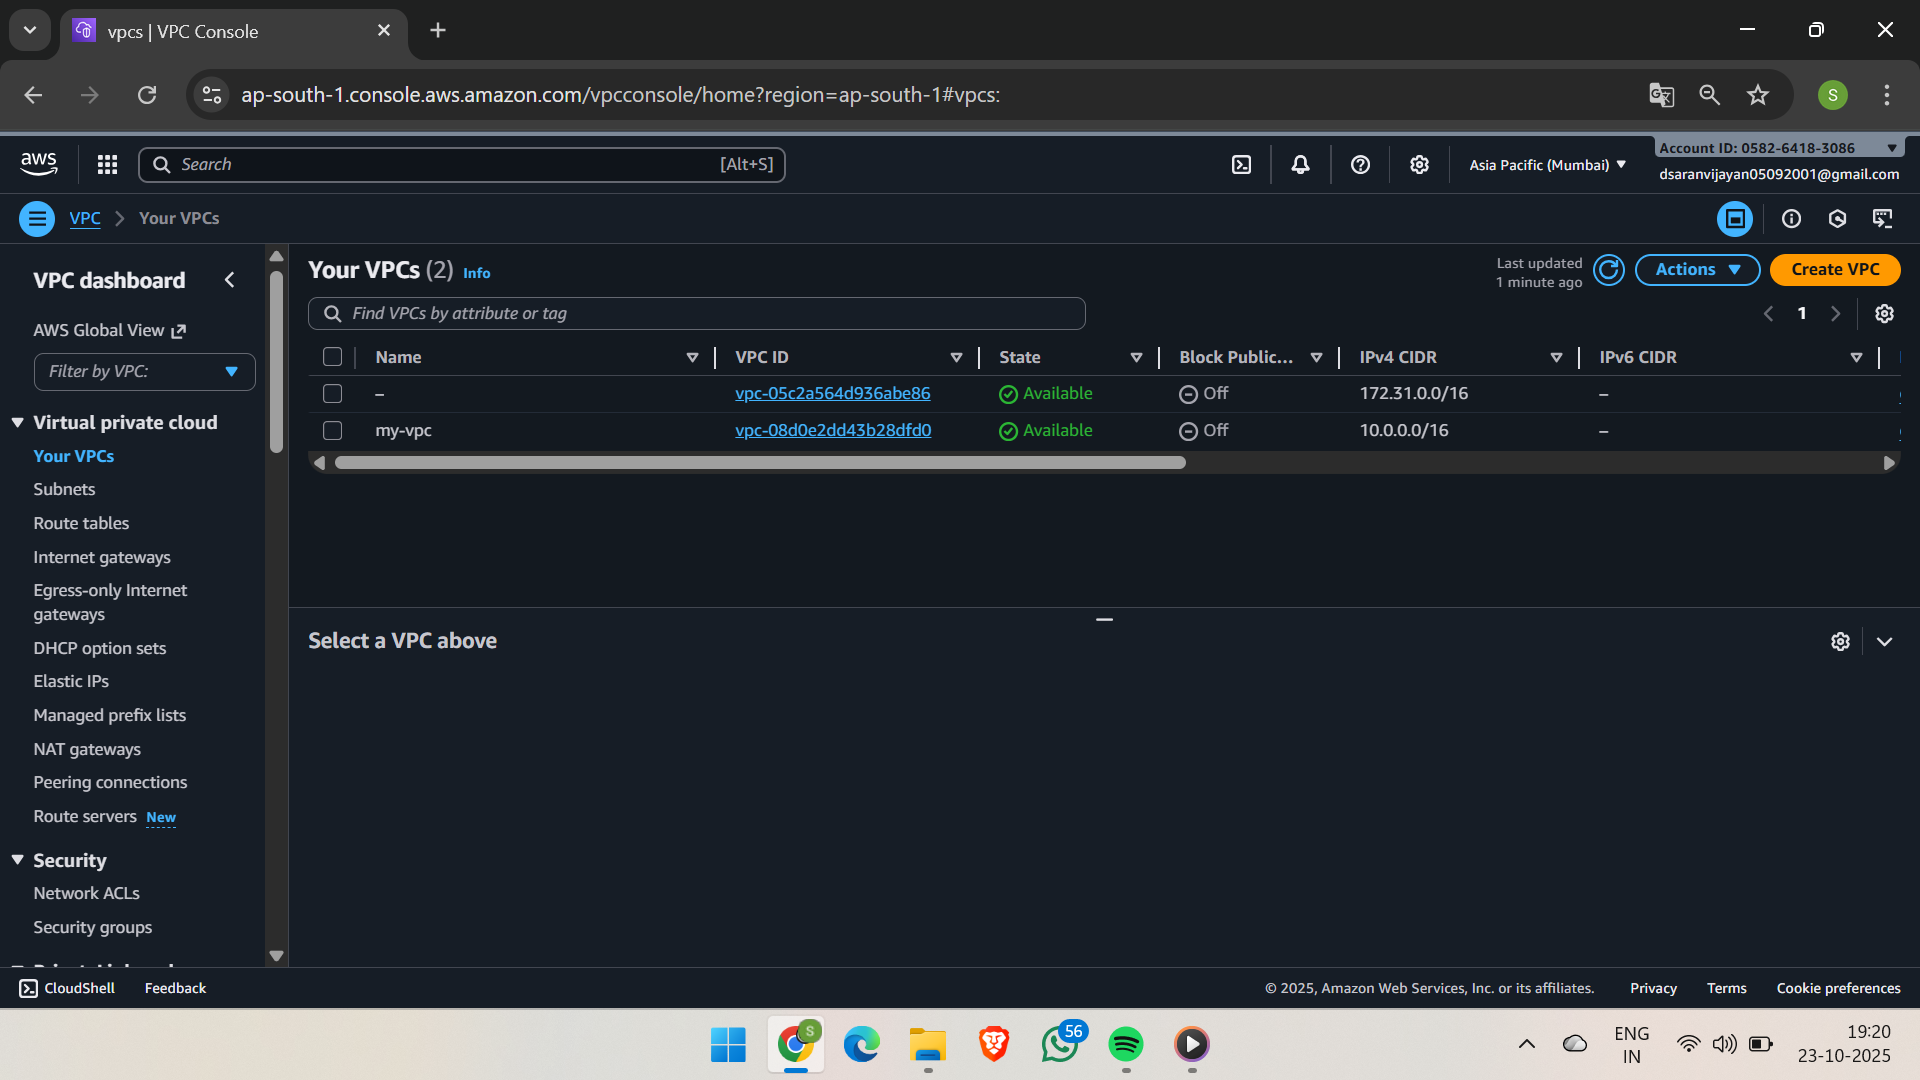 vpcs | VPC Console
ap-south-1.console.aws.amazon.com/vpcconsole/home?region=ap-south-1#vpcs:
S
aws
Search
[Alt+S]
Asia Pacific (Mumbai)
Account ID: 0582-6418-3086
dsaranvijayan05092001@gmail.com
VPC
Your VPCs
VPC dashboard
AWS Global View
Filter by VPC:
Virtual private cloud
Your VPCs
Subnets
Route tables
Internet gateways
Egress-only Internet
gateways
DHCP option sets
Elastic IPs
Managed prefix lists
NAT gateways
Peering connections
Route servers New
Security
Network ACLs
Security groups
Your VPCs (2) Info
Last updated
1 minute ago
Actions
Create VPC
Find VPCs by attribute or tag
1
Name VPC ID State Block Public... IPv4 CIDR IPv6 CIDR
– vpc-05c2a564d936abe86 Available Off 172.31.0.0/16 –
my-vpc vpc-08d0e2dd43b28dfd0 Available Off 10.0.0.0/16 –
Select a VPC above
CloudShell
Feedback
© 2025, Amazon Web Services, Inc. or its affiliates.
Privacy
Terms
Cookie preferences
S
56
ENG
IN
19:20
23-10-2025